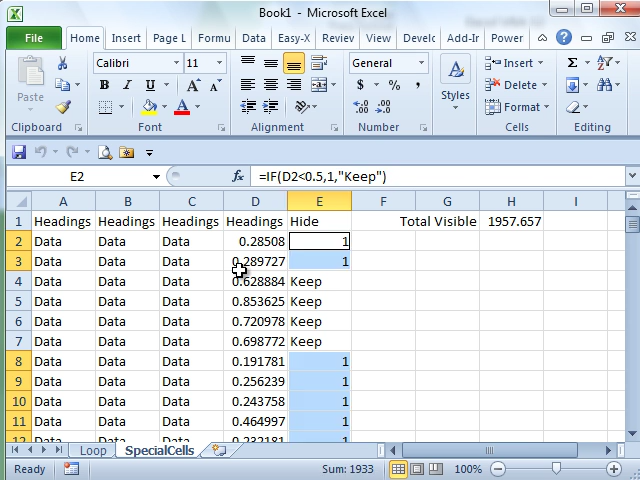 Book1 - Microsoft Excel
File Home Insert Page L Formu Data Easy-X Review View Develc Add-Ir Power
Paste
Clipboard
Calibri 11
B I U A A
A
Font
Alignment
General
$ % ,
Number
Styles
Insert
Delete
Format
Cells
Σ
Editing
E2 fx =IF(D2<0.5,1,"Keep")
A B C D E F G H I
1 Headings Headings Headings Headings Hide Total Visible 1957.657
2 Data Data Data 0.28508 1
3 Data Data Data 0.289727 1
4 Data Data Data 0.628884 Keep
5 Data Data Data 0.853625 Keep
6 Data Data Data 0.720978 Keep
7 Data Data Data 0.698772 Keep
8 Data Data Data 0.191781 1
9 Data Data Data 0.256239 1
10 Data Data Data 0.243758 1
11 Data Data Data 0.464997 1
12 Data Data Data 0.232181 1
Loop SpecialCells
Ready Sum: 1933 100%